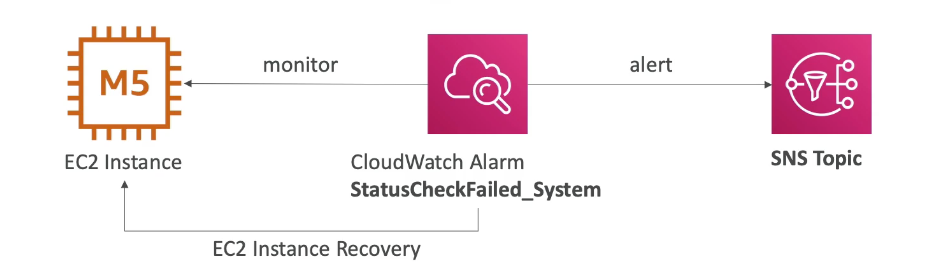 monitor
alert
M5
EC2 Instance
CloudWatch Alarm
StatusCheckFailed_System
SNS Topic
EC2 Instance Recovery